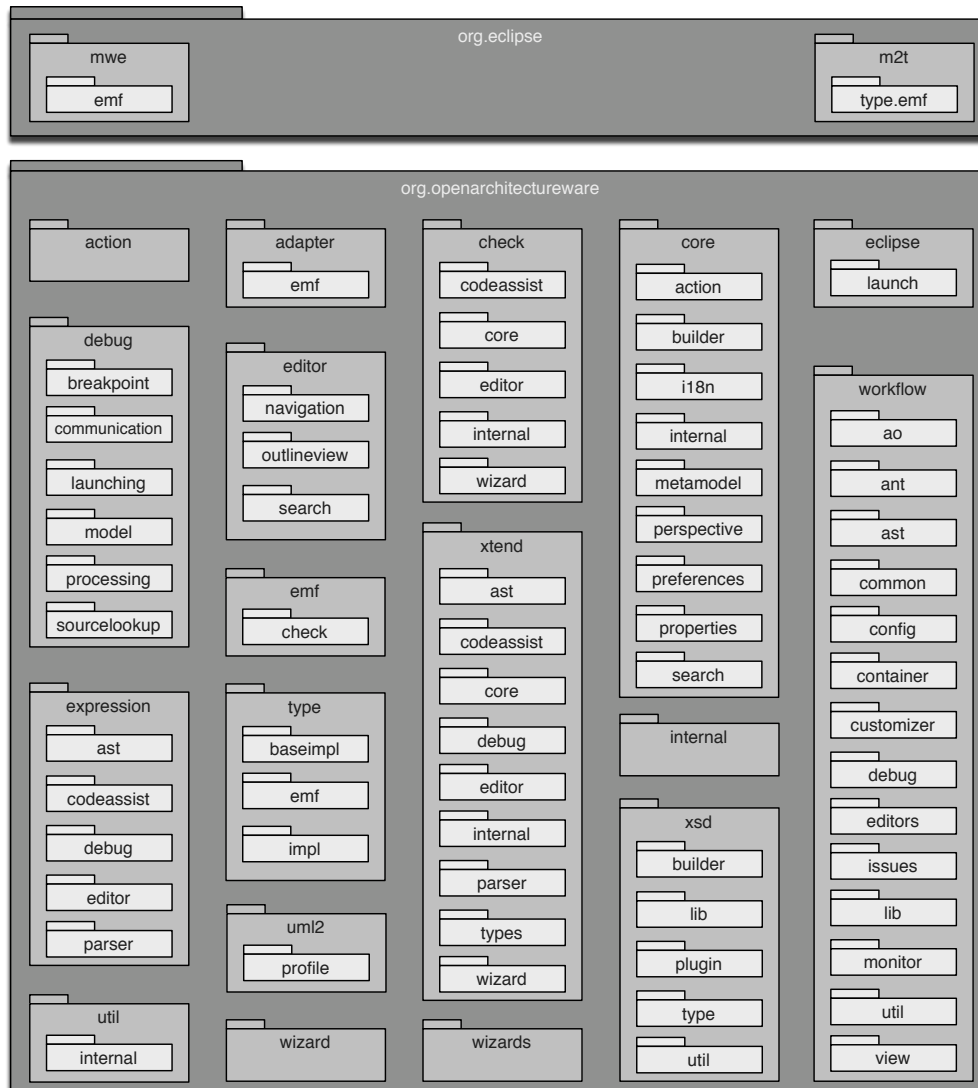 org.eclipse
mwe
emf
m2t
type.emf
org.openarchitectureware
action
debug
breakpoint
communication
launching
model
processing
sourcelookup
expression
ast
codeassist
debug
editor
parser
util
internal
adapter
emf
editor
navigation
outlineview
search
emf
check
type
baseimpl
emf
impl
uml2
profile
wizard
check
codeassist
core
editor
internal
wizard
xtend
ast
codeassist
core
debug
editor
internal
parser
types
wizard
wizards
core
action
builder
i18n
internal
metamodel
perspective
preferences
properties
search
internal
xsd
builder
lib
plugin
type
util
eclipse
launch
workflow
ao
ant
ast
common
config
container
customizer
debug
editors
issues
lib
monitor
util
view